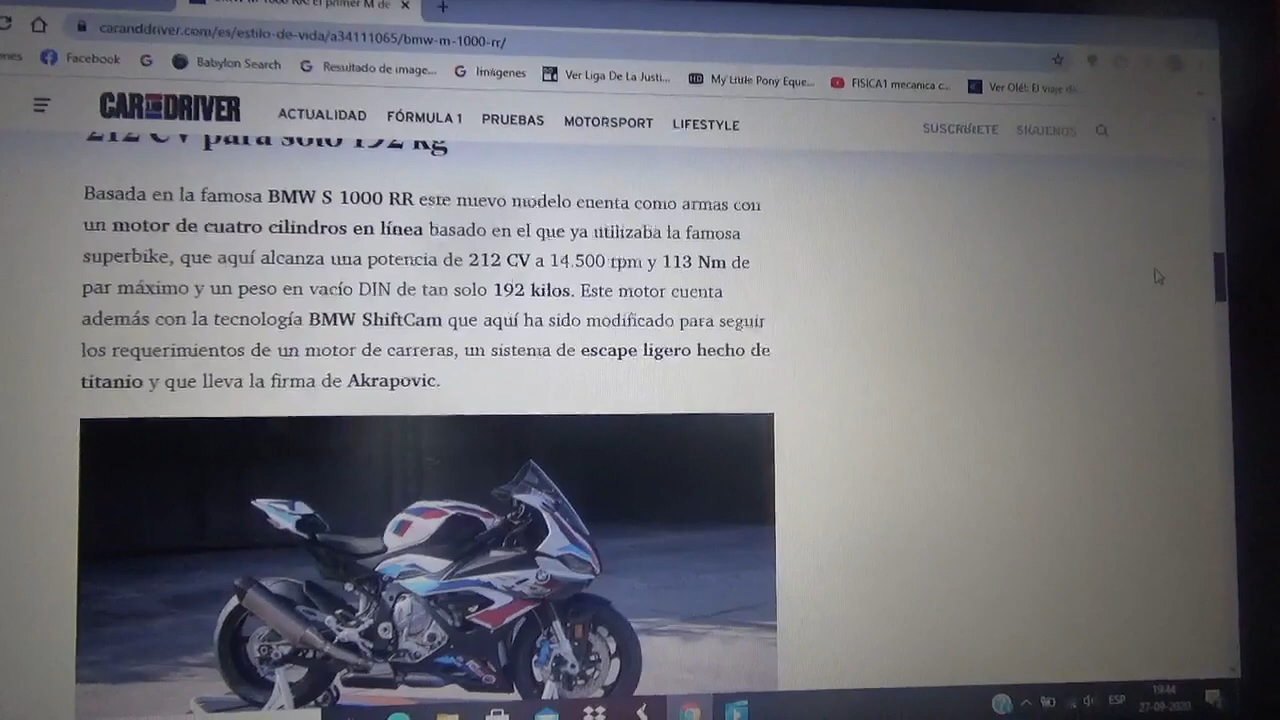 primer M de
caranddriver.com/es/estilo-de-vida/a34111065/bmw-m-1000-rr/
Facebook Babylon Search Resultado de image... Imágenes Ver Liga De La Justi... My Little Pony Eque... FISICA1 mecanica c... Ver Olé!: El viaje de
CAR AND DRIVER ACTUALIDAD FÓRMULA 1 PRUEBAS MOTORSPORT LIFESTYLE SUSCRÍBETE SÍGUENOS
212 CV para solo 192 kg
Basada en la famosa BMW S 1000 RR este nuevo modelo cuenta como armas con
un motor de cuatro cilindros en línea basado en el que ya utilizaba la famosa
superbike, que aquí alcanza una potencia de 212 CV a 14.500 rpm y 113 Nm de
par máximo y un peso en vacío DIN de tan solo 192 kilos. Este motor cuenta
además con la tecnología BMW ShiftCam que aquí ha sido modificado para seguir
los requerimientos de un motor de carreras, un sistema de escape ligero hecho de
titanio y que lleva la firma de Akrapovic.
ESP
19:44
27-09-2020